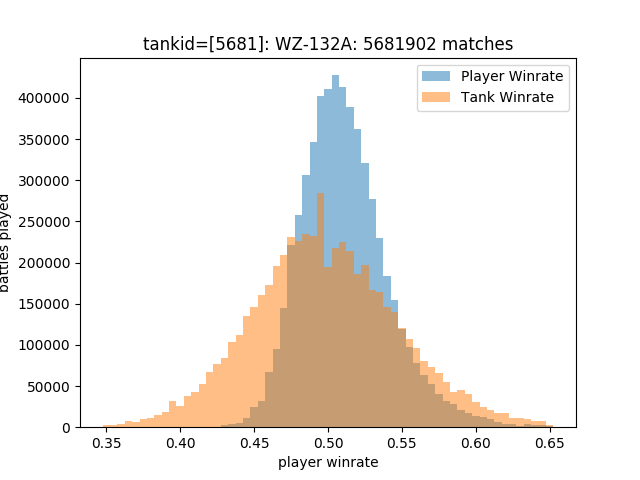 tankid=[5681]: WZ-132A: 5681902 matches
Player Winrate
Tank Winrate
400000
350000
300000
250000
200000
150000
100000
50000
0
battles played
0.35 0.40 0.45 0.50 0.55 0.60 0.65
player winrate